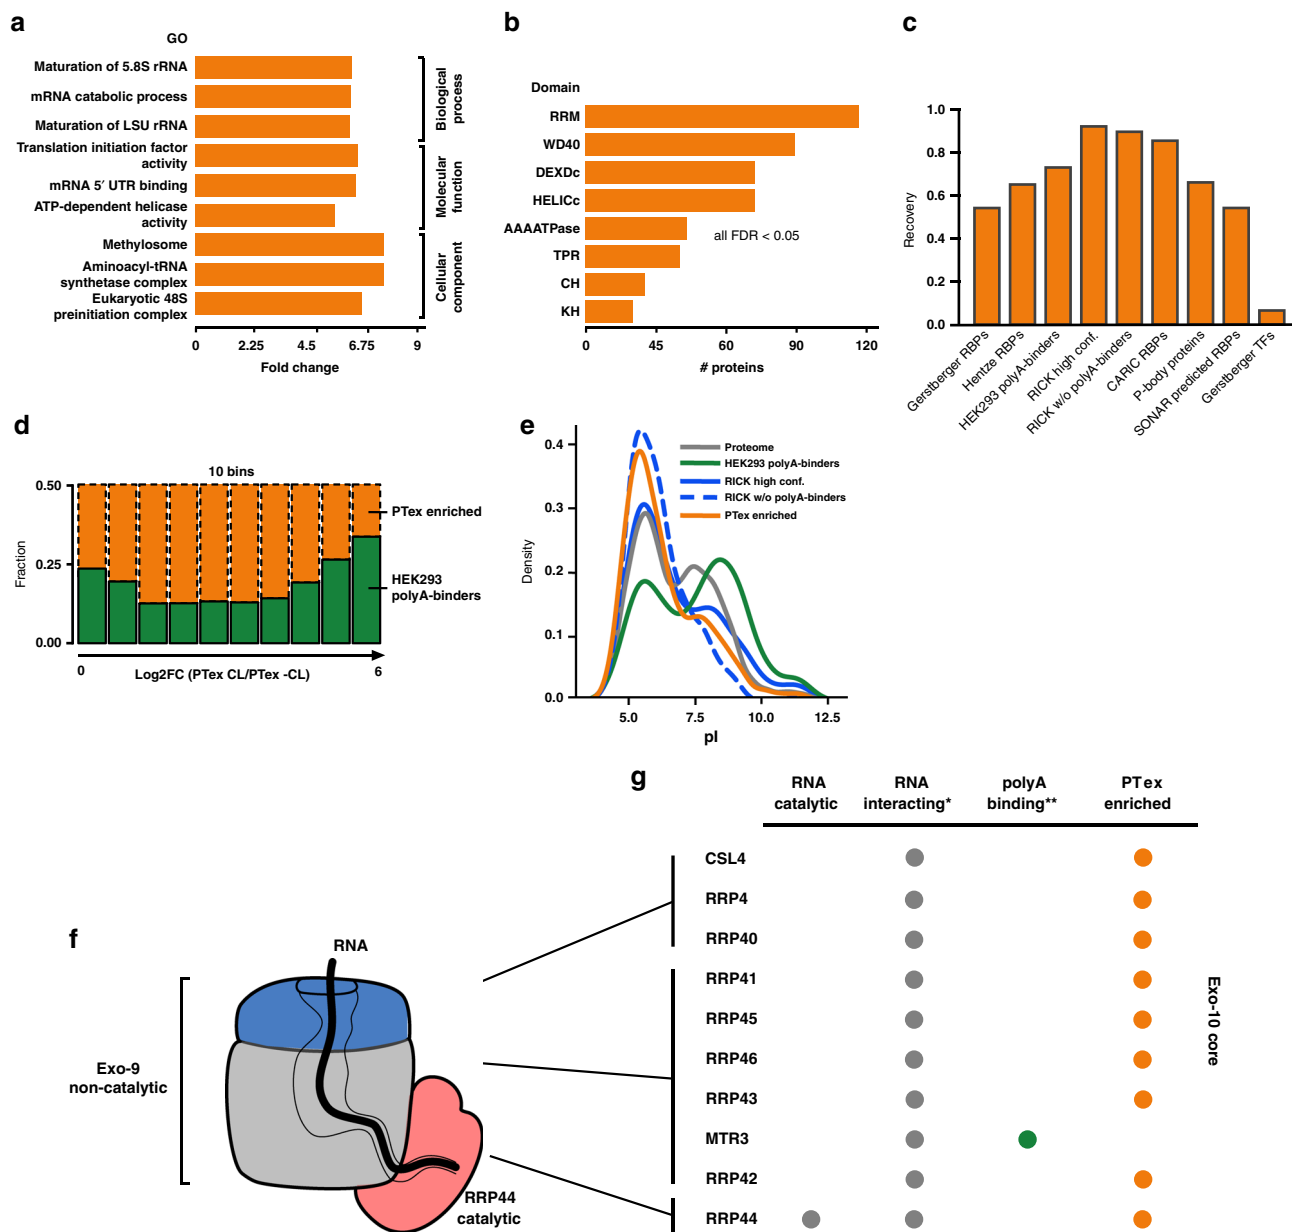 a
GO
Maturation of 5.8S rRNA
mRNA catabolic process
Maturation of LSU rRNA
Translation initiation factor
activity
mRNA 5′ UTR binding
ATP-dependent helicase
activity
Methylosome
Aminoacyl-tRNA
synthetase complex
Eukaryotic 48S
preinitiation complex
Biological
process
Molecular
function
Cellular
component
0 2.25 4.5 6.75 9
Fold change
b
Domain
RRM
WD40
DEXDc
HELICc
AAAATPase
TPR
CH
KH
all FDR < 0.05
0 45 60 90 120
# proteins
c
Recovery
1.0
0.8
0.6
0.4
0.2
0.0
Gerstberger RBPs
Hentze RBPs
HEK293 polyA-binders
RICK high conf.
RICK w/o polyA-binders
CARIC RBPs
P-body proteins
SONAR predicted RBPs
Gerstberger TFs
d
10 bins
Fraction
0.50
0.25
0.00
PTex enriched
HEK293
polyA-binders
0 6
Log2FC (PTex CL/PTex -CL)
e
Density
0.4
0.3
0.2
0.1
0.0
Proteome
HEK293 polyA-binders
RICK high conf.
RICK w/o polyA-binders
PTex enriched
5.0 7.5 10.0 12.5
pI
f
RNA
Exo-9
non-catalytic
RRP44
catalytic
g
RNA
catalytic
RNA
interacting*
polyA
binding**
PTex
enriched
CSL4
RRP4
RRP40
RRP41
RRP45
RRP46
RRP43
MTR3
RRP42
RRP44
Exo-10 core